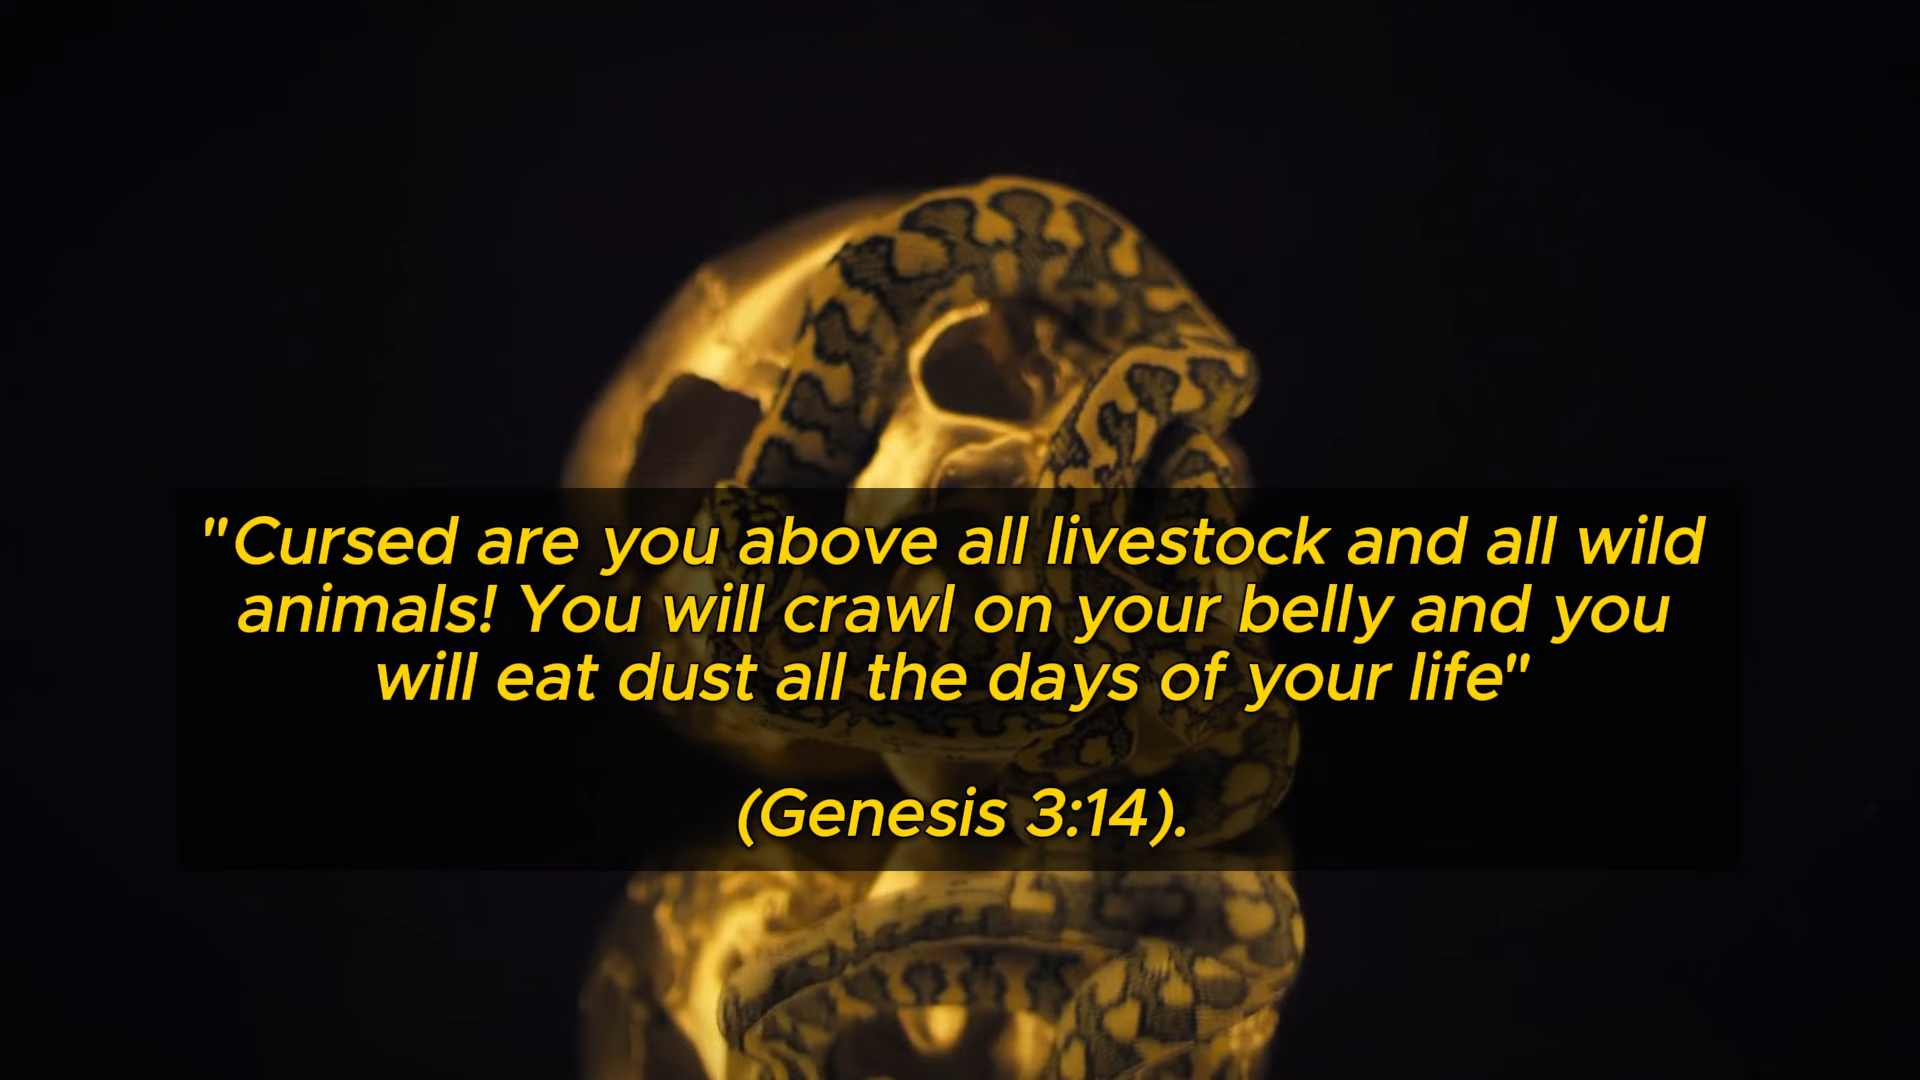 "Cursed are you above all livestock and all wild
animals! You will crawl on your belly and you
will eat dust all the days of your life"
(Genesis 3:14).